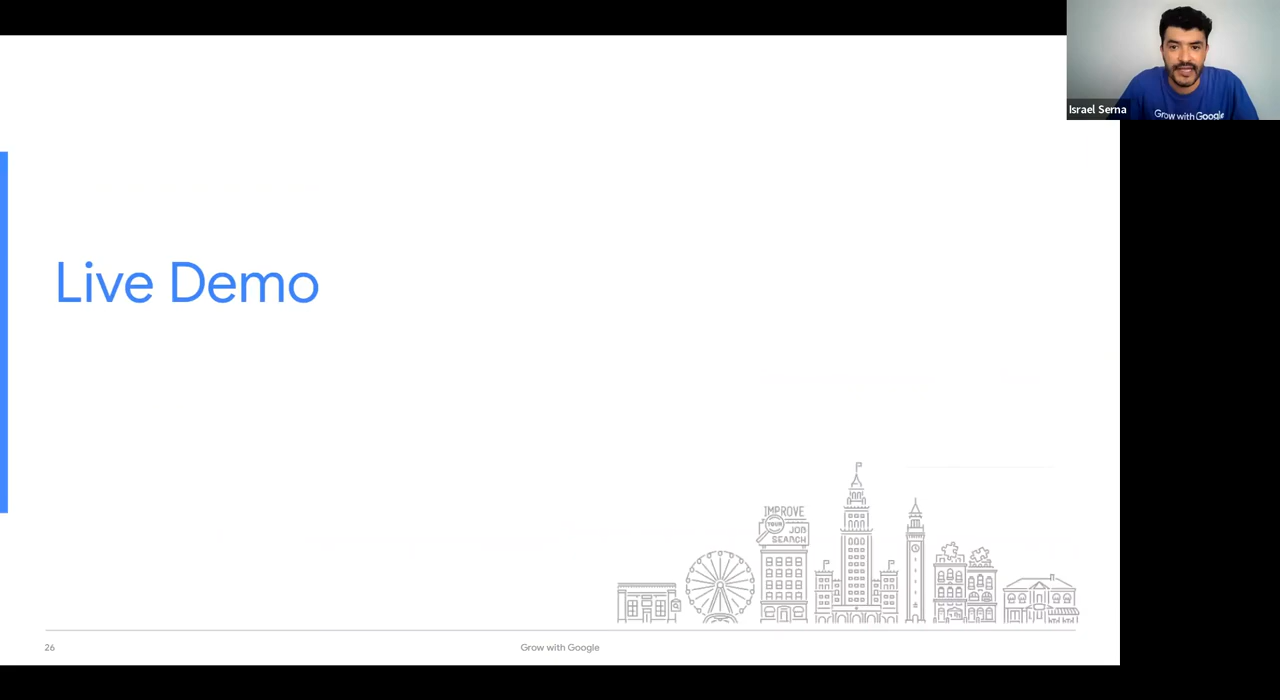 Israel Serna
Grow with Google
Live Demo
IMPROVE
YOUR
JOB
SEARCH
26
Grow with Google